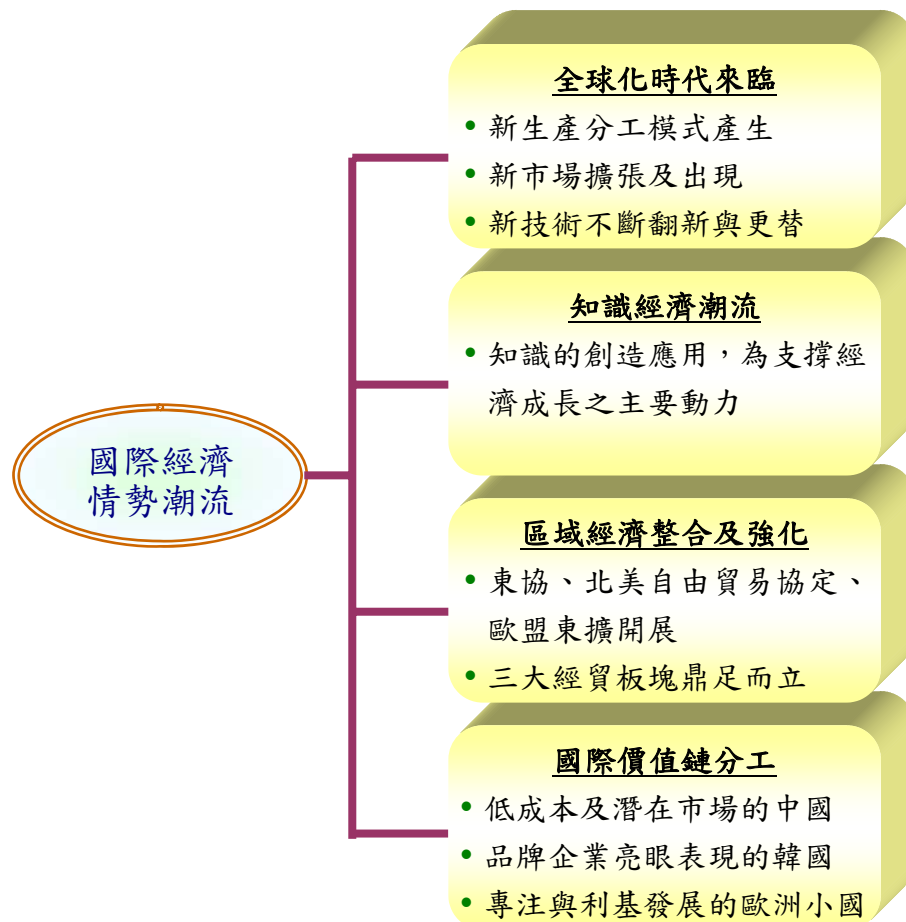 國際經濟
情勢潮流
全球化時代來臨
• 新生產分工模式產生
• 新市場擴張及出現
• 新技術不斷翻新與更替
知識經濟潮流
• 知識的創造應用，為支撐經
濟成長之主要動力
區域經濟整合及強化
• 東協、北美自由貿易協定、
歐盟東擴開展
• 三大經貿板塊鼎足而立
國際價值鏈分工
• 低成本及潛在市場的中國
• 品牌企業亮眼表現的韓國
• 專注與利基發展的歐洲小國